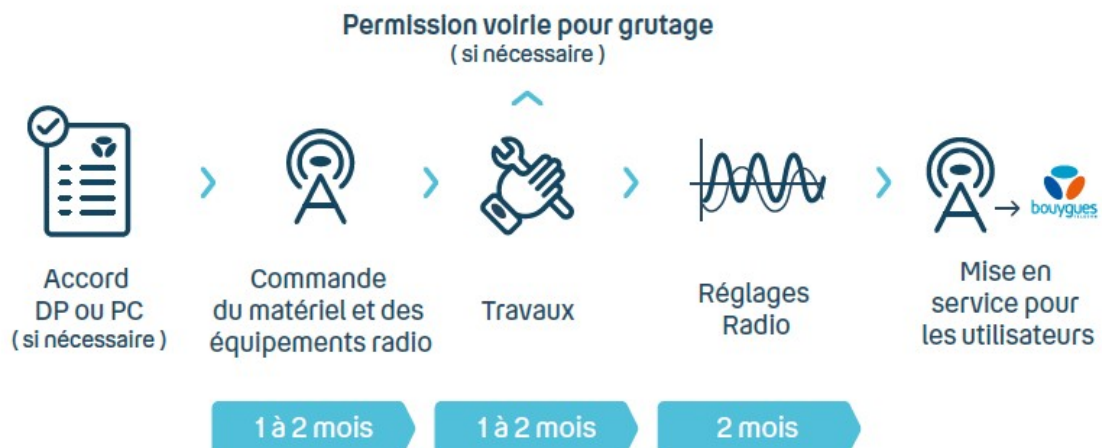 Permission voirie pour grutage
( si nécessaire )
Accord
DP ou PC
( si nécessaire )
Commande
du matériel et des
équipements radio
Travaux
Réglages
Radio
bouygues
TELECOM
Mise en
service pour
les utilisateurs
1 à 2 mois
1 à 2 mois
2 mois